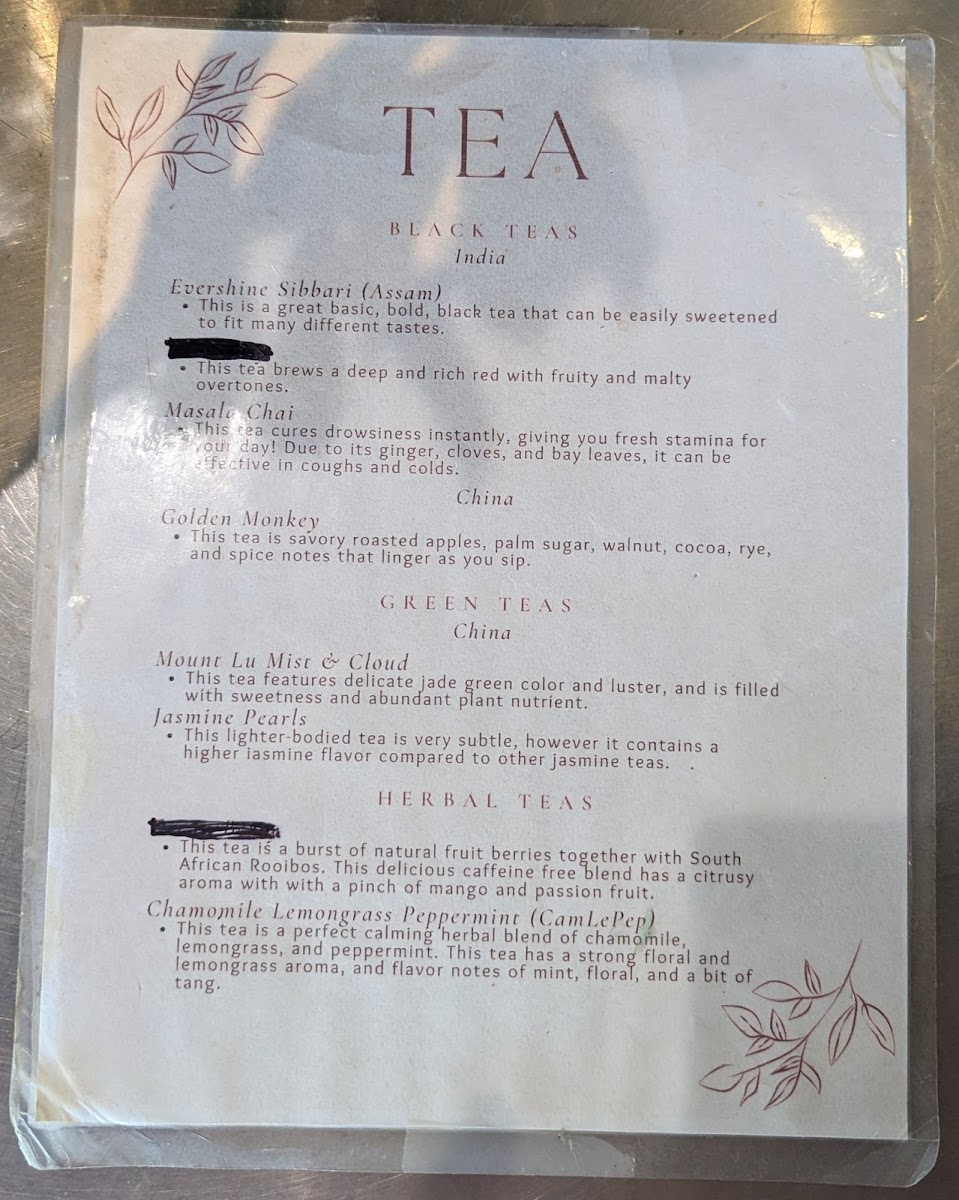 TEA
BLACK TEAS
India
Evershine Sibbari (Assam)
• This is a great basic, bold, black tea that can be easily sweetened
to fit many different tastes.
• This tea brews a deep and rich red with fruity and malty
overtones.
Masala Chai
• This tea cures drowsiness instantly, giving you fresh stamina for
your day! Due to its ginger, cloves, and bay leaves, it can be
effective in coughs and colds.
China
Golden Monkey
• This tea is savory roasted apples, palm sugar, walnut, cocoa, rye,
and spice notes that linger as you sip.
GREEN TEAS
China
Mount Lu Mist & Cloud
• This tea features delicate jade green color and luster, and is filled
with sweetness and abundant plant nutrient.
Jasmine Pearls
• This lighter-bodied tea is very subtle, however it contains a
higher jasmine flavor compared to other jasmine teas. .
HERBAL TEAS
• This tea is a burst of natural fruit berries together with South
African Rooibos. This delicious caffeine free blend has a citrusy
aroma with with a pinch of mango and passion fruit.
Chamomile Lemongrass Peppermint (CamLePep)
• This tea is a perfect calming herbal blend of chamomile,
lemongrass, and peppermint. This tea has a strong floral and
lemongrass aroma, and flavor notes of mint, floral, and a bit of
tang.